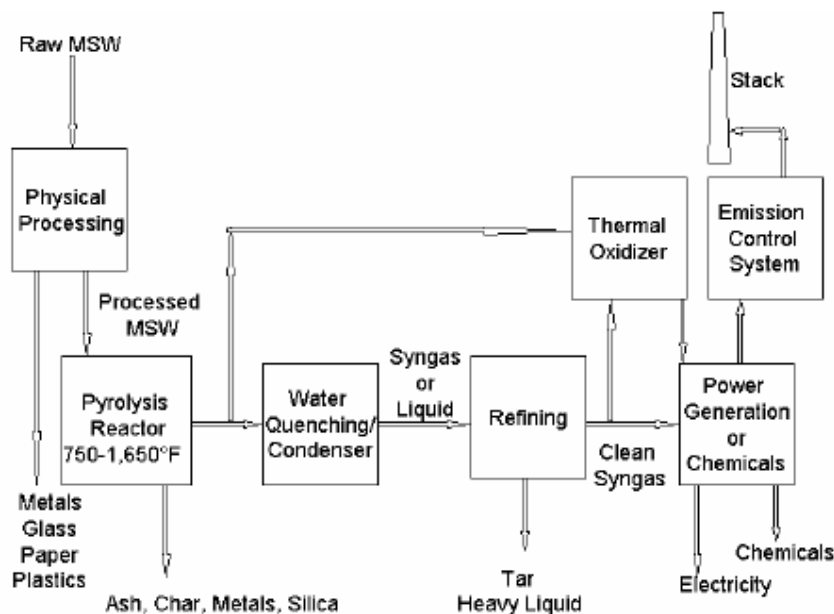 Raw MSW
Stack
Physical
Processing
Thermal
Oxidizer
Emission
Control
System
Processed
MSW
Pyrolysis
Reactor
750-1,650°F
Water
Quenching/
Condenser
Syngas
or
Liquid
Refining
Clean
Syngas
Power
Generation
or
Chemicals
Metals
Glass
Paper
Plastics
Ash, Char, Metals, Silica
Tar
Heavy Liquid
Electricity
Chemicals